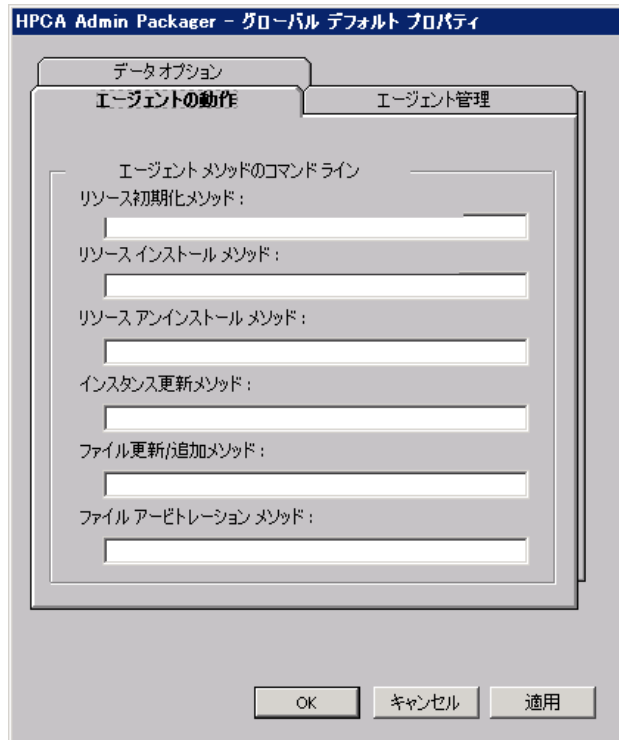 HPCA Admin Packager - グローバル デフォルト プロパティ
データ オプション
エージェントの動作
エージェント管理
エージェント メソッドのコマンド ライン
リソース初期化メソッド :
リソース インストール メソッド :
リソース アンインストール メソッド :
インスタンス更新メソッド :
ファイル更新/追加メソッド :
ファイル アービトレーション メソッド :
OK
キャンセル
適用